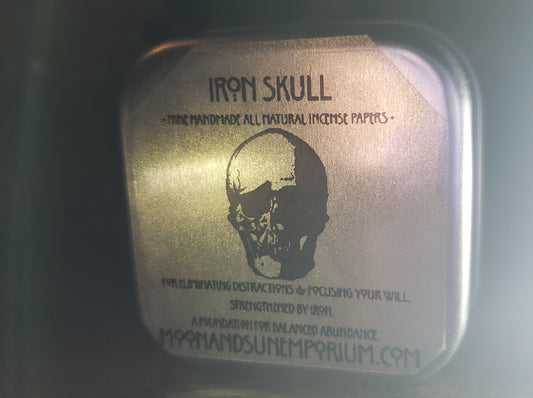 IRON SKULL
• NINE HANDMADE ALL NATURAL INCENSE PAPERS •
FOR ELIMINATING DISTRACTIONS & FOCUSING YOUR WILL.
STRENGTHENED BY IRON.
A FOUNDATION FOR BALANCED ABUNDANCE.
MOONANDSUNEMPORIUM.COM